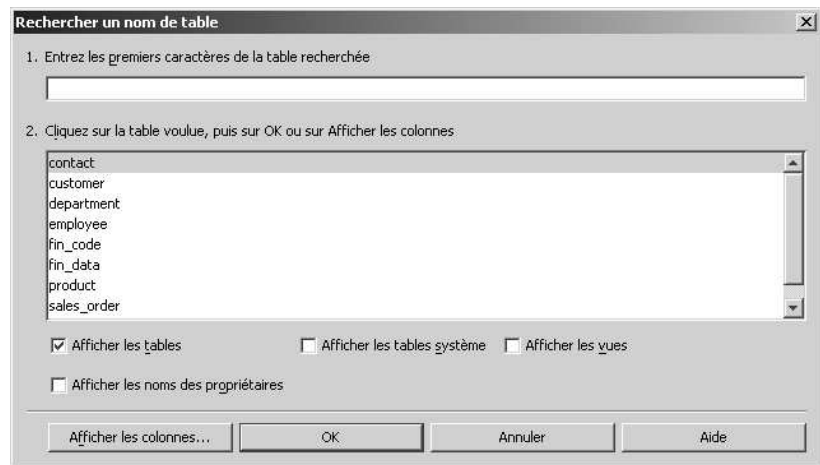 Rechercher un nom de table
1. Entrez les premiers caractères de la table recherchée
2. Cliquez sur la table voulue, puis sur OK ou sur Afficher les colonnes
contact
customer
department
employee
fin_code
fin_data
product
sales_order
Afficher les tables Afficher les tables système Afficher les vues
Afficher les noms des propriétaires
Afficher les colonnes... OK Annuler Aide